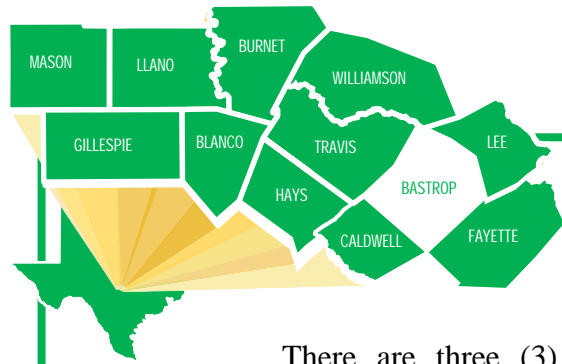 BURNET
MASON
LLANO
WILLIAMSON
GILLESPIE
BLANCO
TRAVIS
LEE
BASTROP
HAYS
CALDWELL
FAYETTE
There are three (3)